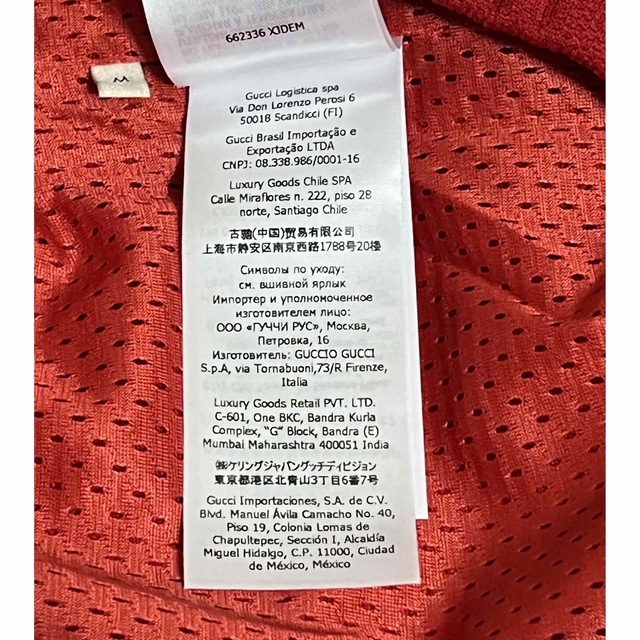 662336 XJDEM
M
Gucci Logistica spa
Via Don Lorenzo Perosi 6
50018 Scandicci (FI)
Gucci Brasil Importação e
Exportação LTDA
CNPJ: 08.338.986/0001-16
Luxury Goods Chile SPA
Calle Miraflores n. 222, piso 28
norte, Santiago Chile
古驰(中国)贸易有限公司
上海市静安区南京西路1788号20楼
Символы по уходу:
см. вшивной ярлык
Импортер и уполномоченное
изготовителем лицо:
ООО «ГУЧЧИ РУС», Москва,
Петровка, 16
Изготовитель: GUCCIO GUCCI
S.p.A, via Tornabuoni,73/R Firenze,
Italia
Luxury Goods Retail PVT. LTD.
C-601, One BKC, Bandra Kurla
Complex, "G" Block, Bandra (E)
Mumbai Maharashtra 400051 India
㈱ケリングジャパングッチディビジョン
東京都港区北青山3丁目6番7号
Gucci Importaciones, S.A. de C.V.
Blvd. Manuel Ávila Camacho No. 40,
Piso 19, Colonia Lomas de
Chapultepec, Sección I, Alcaldía
Miguel Hidalgo, C.P. 11000, Ciudad
de México, México